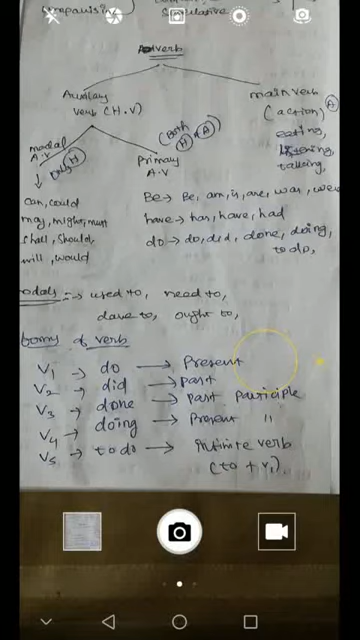 Superlative
verb
Auxiliary
verb (H.V)
main verb
(action) A
eating,
listening,
talking,
modal
A.V
Only H
(Both
H & A)
Primary
A.V
can, could
may, might, must
shall, should,
will, would
Be → Be, am, is, are, was, were
have → has, have, had
do → do, did, done, doing,
to do,
modals :→ used to, need to,
dare to, ought to,
forms of verb
V1 → do → Present
V2 → did → Past
V3 → done → Past Participle
V4 → doing → Present "
V5 → to do → Infinite verb
(to + V1).